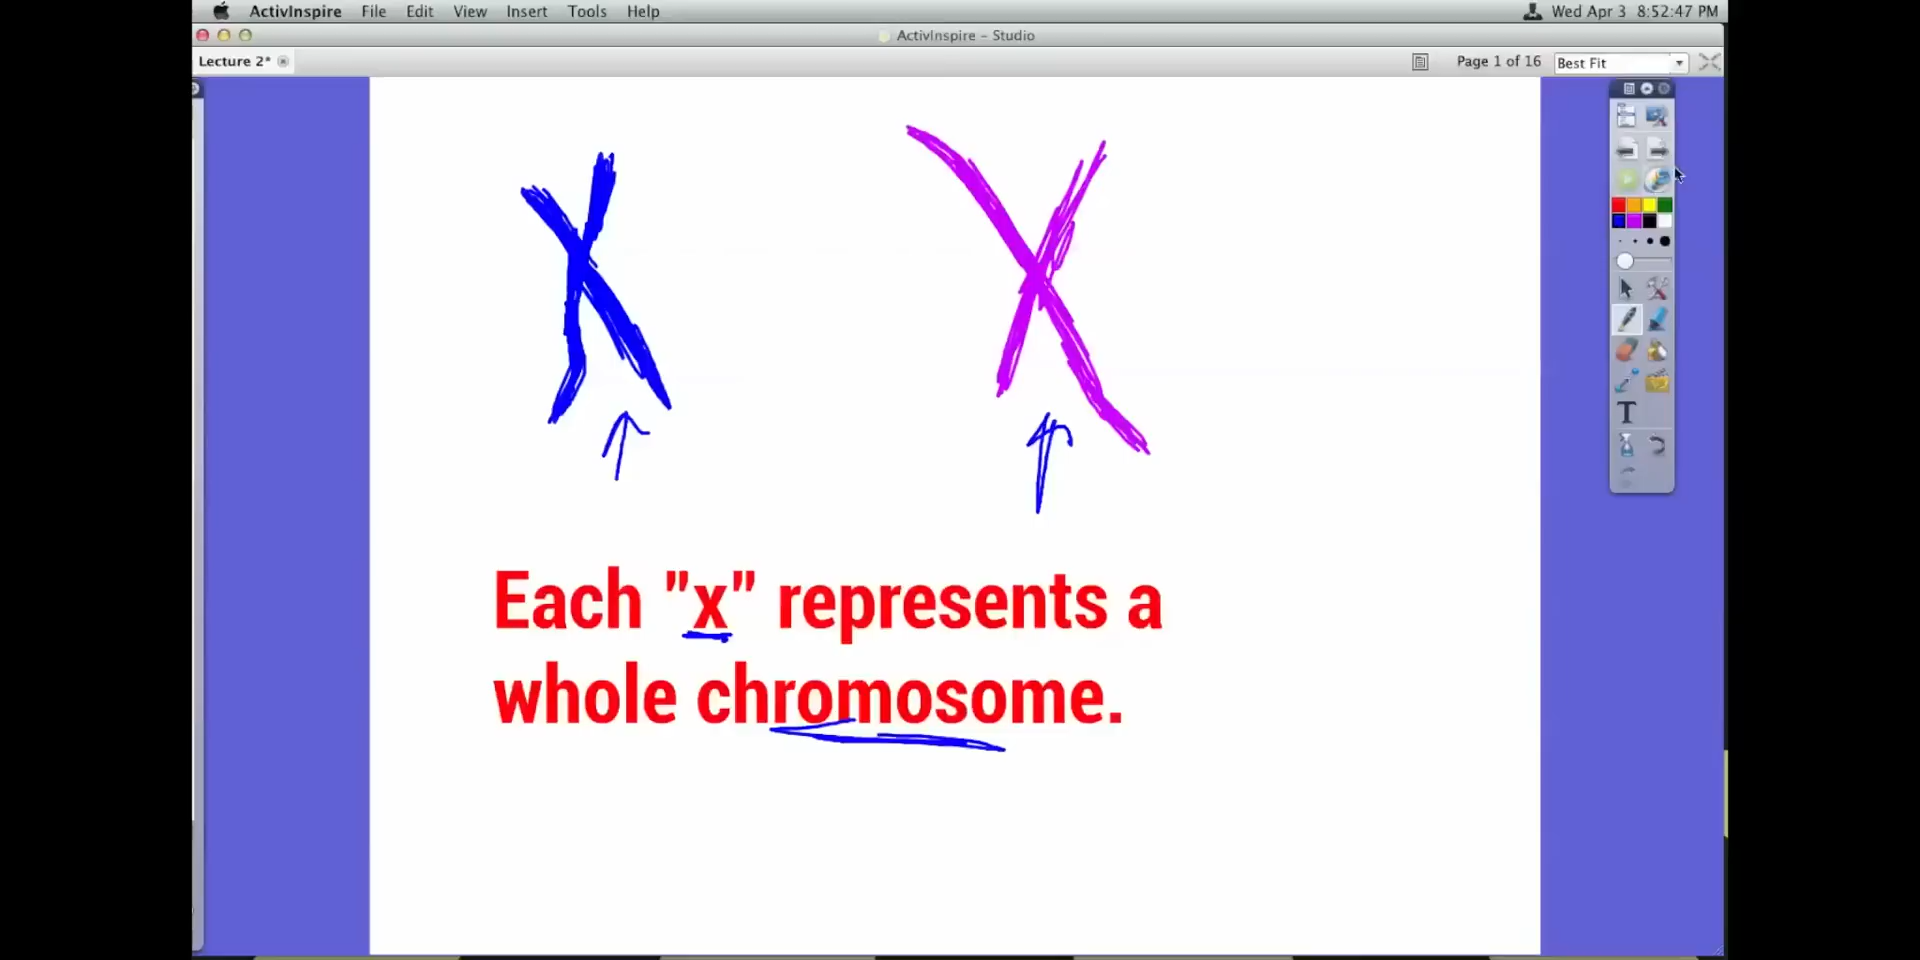 ActivInspire File Edit View Insert Tools Help Wed Apr 3 8:52:47 PM
ActivInspire – Studio
Lecture 2* Page 1 of 16 Best Fit
T
Each "x" represents a
whole chromosome.